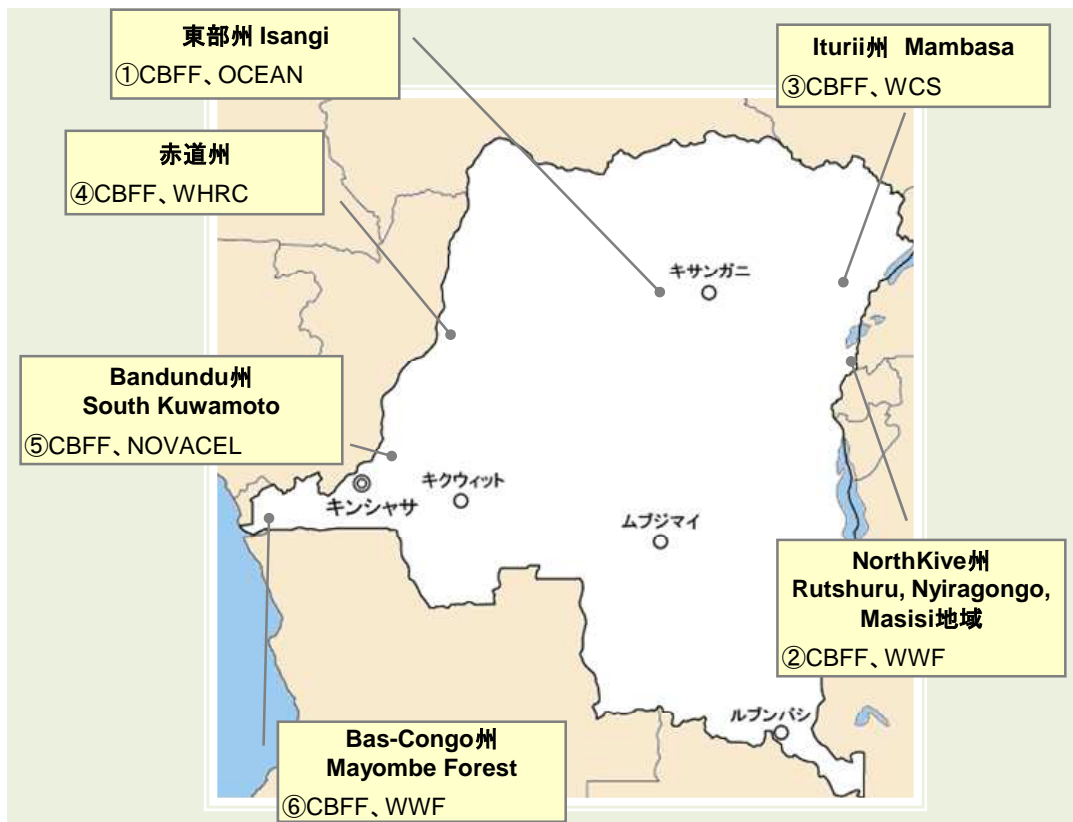 東部州 Isangi
①CBFF、OCEAN
Iturii州 Mambasa
③CBFF、WCS
赤道州
④CBFF、WHRC
キサンガニ
Bandundu州
South Kuwamoto
⑤CBFF、NOVACEL
キンシャサ
キクウィット
ムブジマイ
NorthKive州
Rutshuru, Nyiragongo,
Masisi地域
②CBFF、WWF
ルブンバシ
Bas-Congo州
Mayombe Forest
⑥CBFF、WWF